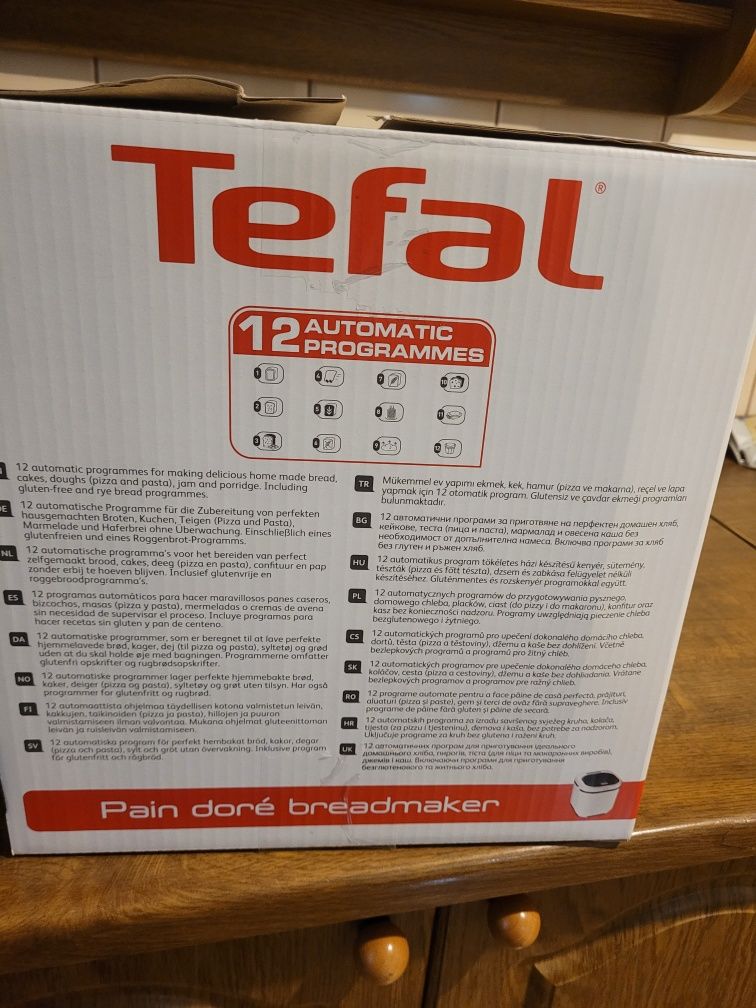 Tefal®
12 AUTOMATIC
PROGRAMMES
1
4
7
10
2
5
8
11
3
6
9
12
12 automatic programmes for making delicious home made bread,
cakes, doughs (pizza and pasta), jam and porridge. Including
gluten-free and rye bread programmes.
DE
12 automatische Programme für die Zubereitung von perfekten
hausgemachten Broten, Kuchen, Teigen (Pizza und Pasta),
Marmelade und Haferbrei ohne Überwachung. Einschließlich eines
glutenfreien und eines Roggenbrot-Programms.
NL
12 automatische programma's voor het bereiden van perfect
zelfgemaakt brood, cakes, deeg (pizza en pasta), confituur en pap
zonder erbij te hoeven blijven. Inclusief glutenvrije en
roggebroodprogramma's.
ES
12 programas automáticos para hacer maravillosos panes caseros,
bizcochos, masas (pizza y pasta), mermeladas o cremas de avena
sin necesidad de supervisar el proceso. Incluye programas para
hacer recetas sin gluten y pan de centeno.
DA
12 automatiske programmer, som er beregnet til at lave perfekte
hjemmelavede brød, kager, dej (til pizza og pasta), syltetøj og grød
uden at du skal holde øje med bagningen. Programmerne omfatter
glutenfri opskrifter og rugbrødsopskrifter.
NO
12 automatiske programmer lager perfekte hjemmebakte brød,
kaker, deiger (pizza og pasta), syltetøy og grøt uten tilsyn. Har også
programmer for glutenfritt og rugbrød.
FI
12 automaattista ohjelmaa täydellisen kotona valmistetun leivän,
kakkujen, taikinoiden (pizza ja pasta), hillojen ja puuron
valmistamiseen ilman valvontaa. Mukana ohjelmat gluteenittoman
leivän ja ruisleivän valmistamiseen.
SV
12 automatiska program för perfekt hembakat bröd, kakor, degar
(pizza och pasta), sylt och gröt utan övervakning. Inklusive program
för glutenfritt och rågbröd.
TR
Mükemmel ev yapımı ekmek, kek, hamur (pizza ve makarna), reçel ve lapa
yapmak için 12 otomatik program. Glutensiz ve çavdar ekmeği programları
bulunmaktadır.
BG
12 автоматични програми за приготвяне на перфектен домашен хляб,
кейкове, теста (пица и паста), мармалад и овесена каша без
необходимост от допълнителна намеса. Включва програми за хляб
без глутен и ръжен хляб.
HU
12 automatikus program tökéletes házi készítésű kenyér, sütemény,
tészták (pizza és főtt tészta), dzsem és zabkása felügyelet nélküli
készítéséhez. Gluténmentes és rozskenyér programokkal együtt.
PL
12 automatycznych programów do przygotowywania pysznego,
domowego chleba, placków, ciast (do pizzy i do makaronu), konfitur oraz
kasz bez konieczności nadzoru. Programy uwzględniają pieczenie chleba
bezglutenowego i żytniego.
CS
12 automatických programů pro upečení dokonalého domácího chleba,
dortů, těsta (pizza a těstoviny), džemu a kaše bez dohlížení. Včetně
bezlepkových programů a programů pro žitný chléb.
SK
12 automatických programov pre upečenie dokonalého domáceho chleba,
koláčov, cesta (pizza a cestoviny), džemu a kaše bez dohliadania. Vrátane
bezlepkových programov a programov pre ražný chlieb.
RO
12 programe automate pentru a face pâine de casă perfectă, prăjituri,
aluaturi (pizza și paste), gem și terci de ovăz fără supraveghere. Inclusiv
programe de pâine fără gluten și pâine de secară.
HR
12 automatskih programa za izradu savršenog svježeg kruha, kolača,
tijesta (za pizzu i tjesteninu), džemova i kaša, bez potrebe za nadzorom.
Uključuje programe za kruh bez glutena i raženi kruh.
UK
12 автоматичних програм для приготування ідеального
домашнього хліба, пирогів, тіста (для піци та макаронних виробів),
джемів і каш. Включаючи програми для приготування
безглютенового та житнього хліба.
Pain doré breadmaker